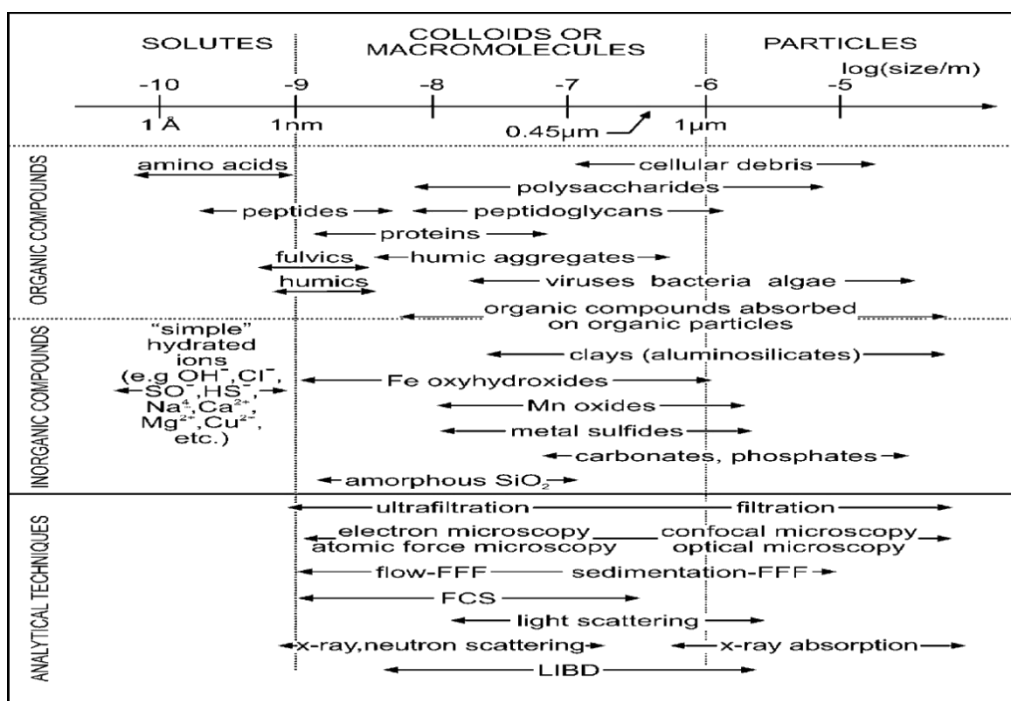 SOLUTES
COLLOIDS OR
MACROMOLECULES
PARTICLES
log(size/m)
-10 -9 -8 -7 -6 -5
1 Å 1nm 0.45µm 1µm
ORGANIC COMPOUNDS
amino acids
cellular debris
polysaccharides
peptides
peptidoglycans
proteins
fulvics
humic aggregates
humics
viruses bacteria algae
organic compounds absorbed
on organic particles
INORGANIC COMPOUNDS
"simple"
hydrated
ions
(e.g OH⁻,Cl⁻,
SO⁻,HS⁻,
Na⁴,Ca²⁺,
Mg²⁺,Cu²⁺,
etc.)
clays (aluminosilicates)
Fe oxyhydroxides
Mn oxides
metal sulfides
carbonates, phosphates
amorphous SiO₂
ANALYTICAL TECHNIQUES
ultrafiltration
filtration
electron microscopy
atomic force microscopy
confocal microscopy
optical microscopy
flow-FFF
sedimentation-FFF
FCS
light scattering
x-ray,neutron scattering
x-ray absorption
LIBD